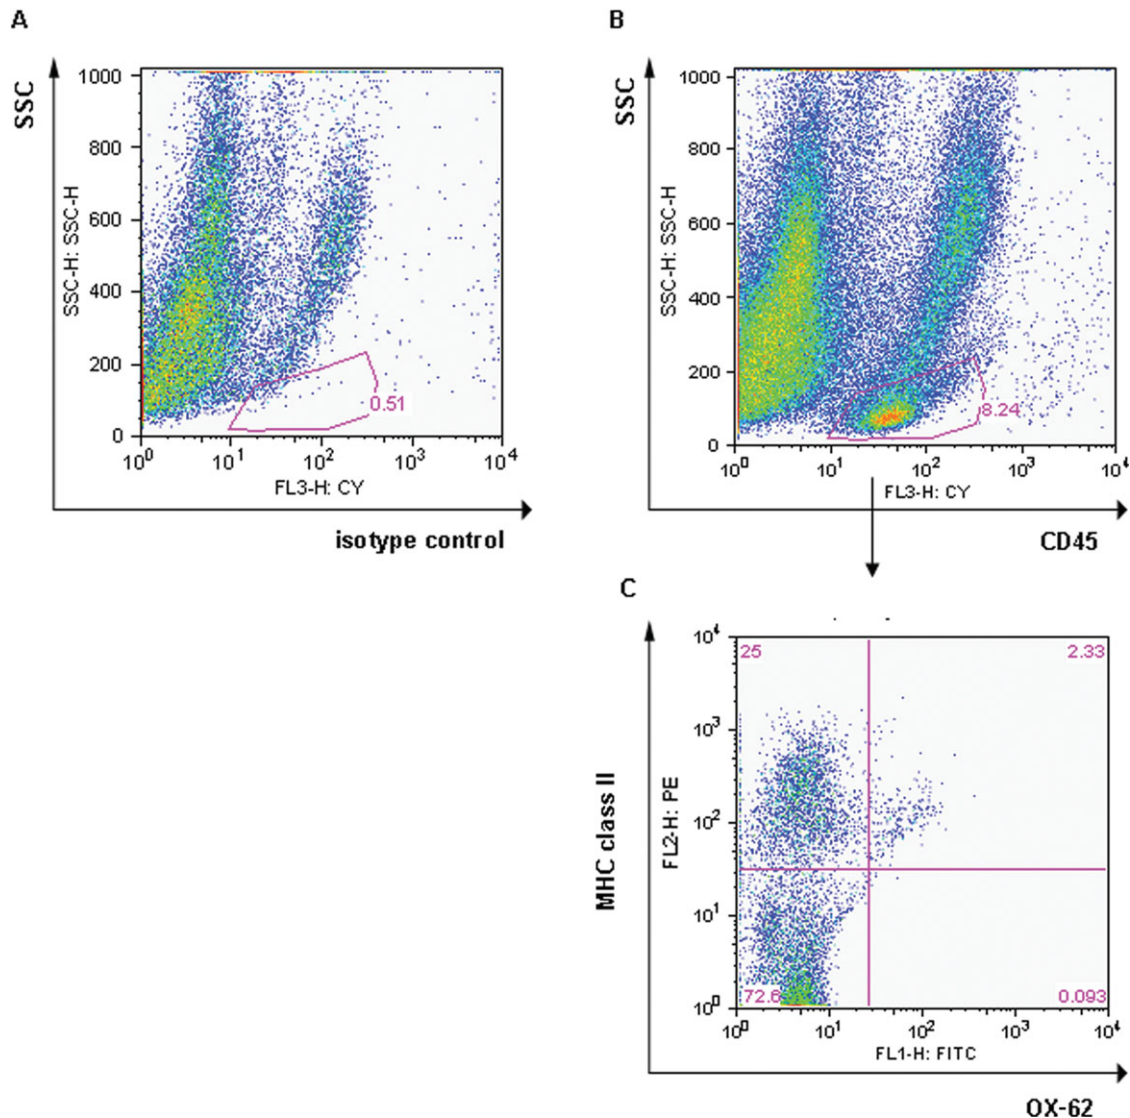 A
SSC
SSC-H: SSC-H
1000
800
600
400
200
0
0.51
10^0 10^1 10^2 10^3 10^4
FL3-H: CY
isotype control
B
SSC
SSC-H: SSC-H
1000
800
600
400
200
0
8.24
10^0 10^1 10^2 10^3 10^4
FL3-H: CY
CD45
C
MHC class II
FL2-H: PE
10^4
10^3
10^2
10^1
10^0
25 2.33
72.6 0.093
10^0 10^1 10^2 10^3 10^4
FL1-H: FITC
OX-62